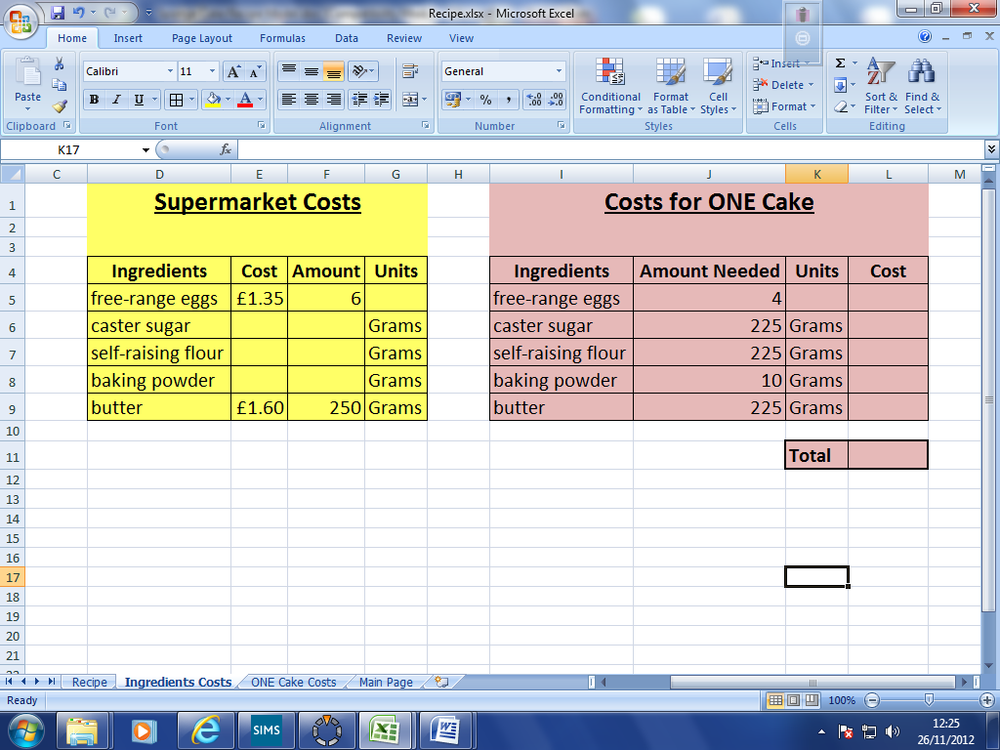 Recipe.xlsx - Microsoft Excel
Home Insert Page Layout Formulas Data Review View
Paste
Calibri 11
B I U
General
% ,
Conditional Formatting
Format as Table
Cell Styles
Insert
Delete
Format
Σ
Sort & Filter
Find & Select
Clipboard Font Alignment Number Styles Cells Editing
K17 fx
C D E F G H I J K L M
1 Supermarket Costs Costs for ONE Cake
2
3
4 Ingredients Cost Amount Units Ingredients Amount Needed Units Cost
5 free-range eggs £1.35 6 free-range eggs 4
6 caster sugar Grams caster sugar 225 Grams
7 self-raising flour Grams self-raising flour 225 Grams
8 baking powder Grams baking powder 10 Grams
9 butter £1.60 250 Grams butter 225 Grams
10
11 Total
12
13
14
15
16
17
18
19
20
21
Recipe Ingredients Costs ONE Cake Costs Main Page
Ready 100%
SIMS
12:25
26/11/2012